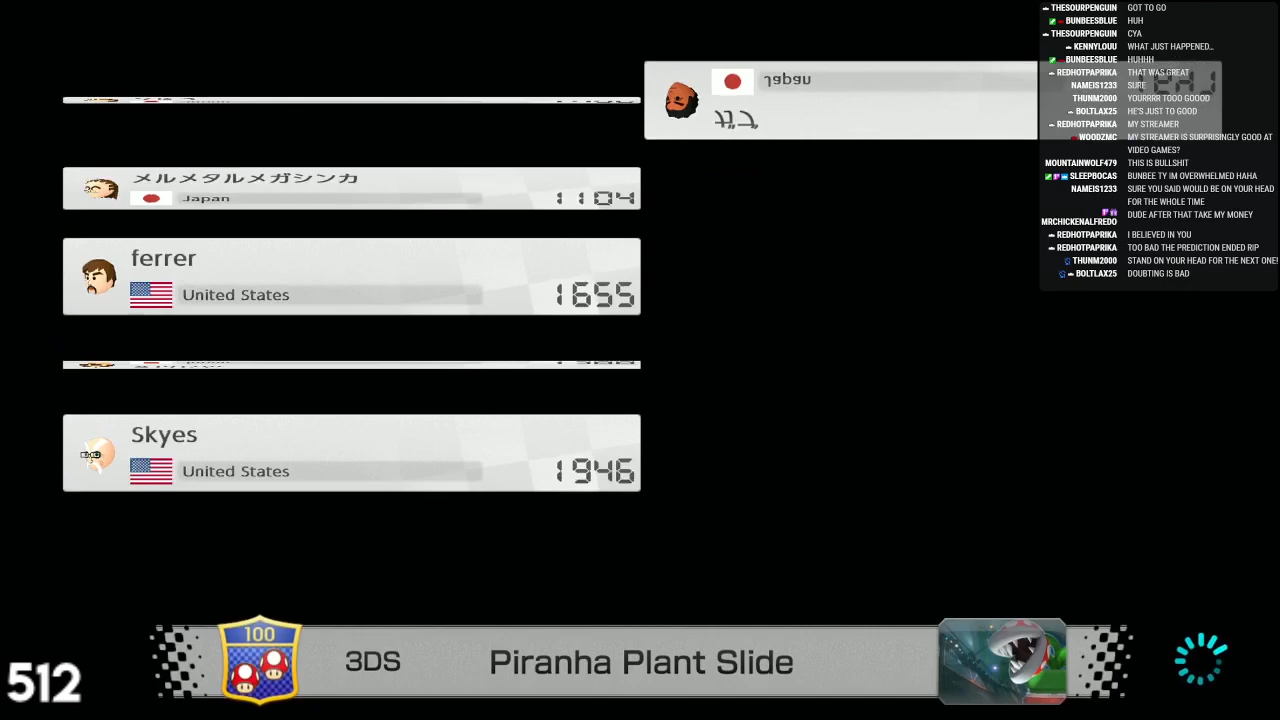 メルメタルメガシンカ
Japan
1104
ferrer
United States
1655
Skyes
United States
1946
Japan
ガブ
THESOURPENGUIN GOT TO GO
BUNBEESBLUE HUH
THESOURPENGUIN CYA
KENNYLOUU WHAT JUST HAPPENED...
BUNBEESBLUE HUHHH
REDHOTPAPRIKA THAT WAS GREAT
NAMEIS1233 SURE
THUNM2000 YOURRRR TOOO GOOOD
BOLTLAX25 HE'S JUST TO GOOD
REDHOTPAPRIKA MY STREAMER
WOODZMC MY STREAMER IS SURPRISINGLY GOOD AT
VIDEO GAMES?
MOUNTAINWOLF479 THIS IS BULLSHIT
SLEEPBOCAS BUNBEE TY IM OVERWHELMED HAHA
NAMEIS1233 SURE YOU SAID WOULD BE ON YOUR HEAD
FOR THE WHOLE TIME
MRCHICKENALFREDO DUDE AFTER THAT TAKE MY MONEY
REDHOTPAPRIKA I BELIEVED IN YOU
REDHOTPAPRIKA TOO BAD THE PREDICTION ENDED RIP
THUNM2000 STAND ON YOUR HEAD FOR THE NEXT ONE!
BOLTLAX25 DOUBTING IS BAD
100
3DS Piranha Plant Slide
512